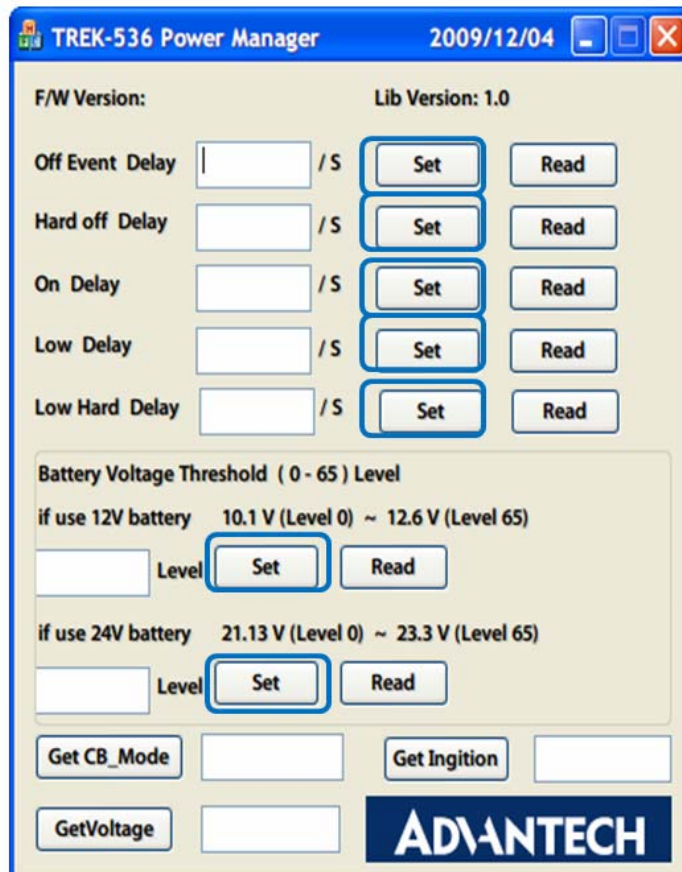 TREK-536 Power Manager 2009/12/04
F/W Version: Lib Version: 1.0
Off Event Delay / S Set Read
Hard off Delay / S Set Read
On Delay / S Set Read
Low Delay / S Set Read
Low Hard Delay / S Set Read
Battery Voltage Threshold ( 0 - 65 ) Level
if use 12V battery 10.1 V (Level 0) ~ 12.6 V (Level 65)
Level Set Read
if use 24V battery 21.13 V (Level 0) ~ 23.3 V (Level 65)
Level Set Read
Get CB_Mode Get Ingition
GetVoltage ADVANTECH